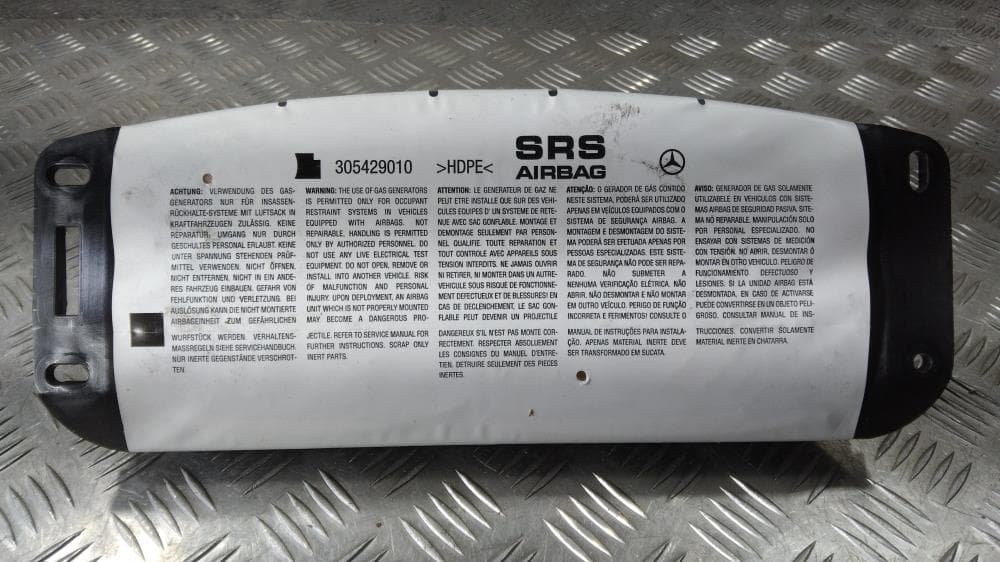 305429010
>HDPE<
SRS
AIRBAG
ACHTUNG: VERWENDUNG DES GAS-
GENERATORS NUR FÜR INSASSEN-
RÜCKHALTE-SYSTEME MIT LUFTSACK IN
KRAFTFAHRZEUGEN ZULÄSSIG. KEINE
REPARATUR. UMGANG NUR DURCH
GESCHULTES PERSONAL ERLAUBT. KEINE
UNTER SPANNUNG STEHENDEN PRÜF-
MITTEL VERWENDEN. NICHT ÖFFNEN,
NICHT ENTFERNEN, NICHT IN EIN ANDE-
RES FAHRZEUG EINBAUEN. GEFAHR VON
FEHLFUNKTION UND VERLETZUNG. BEI
AUSLÖSUNG KANN DIE NICHT MONTIERTE
AIRBAGEINHEIT -ZUM GEFÄHRLICHEN
WURFSTÜCK WERDEN. VERHALTENS-
MASSREGELN SIEHE SERVICEHANDBUCH.
NUR INERTE GEGENSTÄNDE VERSCHROT-
TEN.
WARNING: THE USE OF GAS GENERATORS
IS PERMITTED ONLY FOR OCCUPANT
RESTRAINT SYSTEMS IN VEHICLES
EQUIPPED WITH AIRBAGS. NOT
REPAIRABLE, HANDLING IS PERMITTED
ONLY BY AUTHORIZED PERSONNEL. DO
NOT USE ANY LIVE ELECTRICAL TEST
EQUIPMENT. DO NOT OPEN, REMOVE OR
INSTALL INTO ANOTHER VEHICLE. RISK
OF MALFUNCTION AND PERSONAL
INJURY. UPON DEPLOYMENT, AN AIRBAG
UNIT WHICH IS NOT PROPERLY MOUNTED
MAY BECOME A DANGEROUS PRO-
JECTILE. REFER TO SERVICE MANUAL FOR
FURTHER INSTRUCTIONS. SCRAP ONLY
INERT PARTS.
ATTENTION: LE GENERATEUR DE GAZ NE
PEUT ETRE INSTALLE QUE SUR DES VEHI-
CULES EQUIPES D' UN SYSTEME DE RETE-
NUE AVEC SAC GONFLABLE. MONTAGE ET
DEMONTAGE SEULEMENT PAR PERSON-
NEL QUALIFIE. TOUTE REPARATION ET
TOUT CONTROLE AVEC APPAREILS SOUS
TENSION INTERDITS. NE JAMAIS OUVRIR
NI RETIRER, NI MONTER DANS UN AUTRE-
VEHICULE SOUS RISQUE DE FONCTIONNE-
MENT DEFECTUEUX ET DE BLESSURES! EN
CAS DE DECLENCHEMENT. LE SAC GON-
FLABLE PEUT DEVENIR UN PROJECTILE
DANGEREUX S'IL N'EST PAS MONTE COR-
RECTEMENT. RESPECTER ABSOLUEMENT
LES CONSIGNES DU MANUEL D'ENTRE-
TIEN. DETRUIRE SEULEMENT DES PIECES
INERTES.
ATENÇÃO: O GERADOR DE GÁS CONTIDO
NESTE SISTEMA, PODERÁ SER UTILIZADO
APENAS EM VEÍCULOS EQUIPADOS COM O
SISTEMA DE SEGURANÇA AIRBAG. A
MONTAGEM E DESMONTAGEM DO SISTE-
MA PODERÁ SER EFETUADA APENAS POR
PESSOAS ESPECIALIZADAS. ESTE SISTE-
MA DE SEGURANÇA NÃO PODE SER REPA-
RADO. NÃO SUBMETER A
NENHUMA VERIFICAÇÃO ELÉTRICA. NÃO
ABRIR, NÃO DESMONTAR E NÃO MONTAR
EM OUTRO VEÍCULO. PERIGO DE FUNÇÃO
INCORRETA E FERIMENTOS! CONSULTE O
MANUAL DE INSTRUÇÕES PARA INSTALA-
ÇÃO. APENAS MATERIAL INERTE DEVE
SER TRANSFORMADO EM SUCATA.
AVISO: GENERADOR DE GAS SOLAMENTE
UTILIZABELE EN VEHICULOS CON SISTE-
MAS AIRBAG DE SEGURIDAD PASIVA. SISTE-
MA NO REPARABLE. MANIPULACIÓN SOLO
POR PERSONAL ESPECIALIZADO. NO
ENSAYAR CON SISTEMAS DE MEDICIÓN
CON TENSIÓN. NO ABRIR, DESMONTAR Ó
MONTAR EN OTRO VEHÍCULO. PELIGRO DE
FUNCIONAMIENTO DEFECTUOSO Y
LESIONES. SI LA UNIDAD AIRBAG ESTÁ
DESMONTADA, EN CASO DE ACTIVARSE
PUEDE CONVERTIRSE EN UN OBJETO PELI-
GROSO. CONSULTAR MANUAL DE INS-
TRUCCIONES. CONVERTIR SOLAMENTE
MATERIAL INERTE EN CHATARRA.